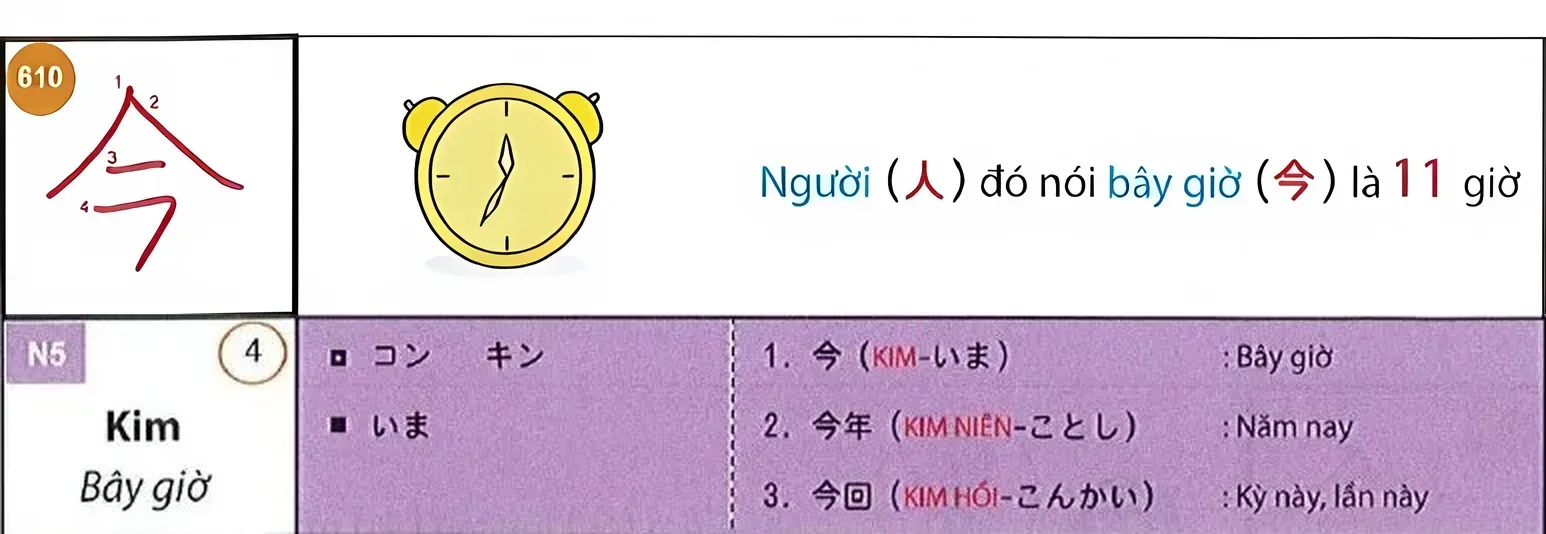 610
1
2
3
4
今
Người (人) đó nói bây giờ (今) là 11 giờ
N5
4
Kim
Bây giờ
コン キン
いま
1. 今 (KIM-いま) : Bây giờ
2. 今年 (KIM NIÊN-ことし) : Năm nay
3. 今回 (KIM HỒI-こんかい) : Kỳ này, lần này